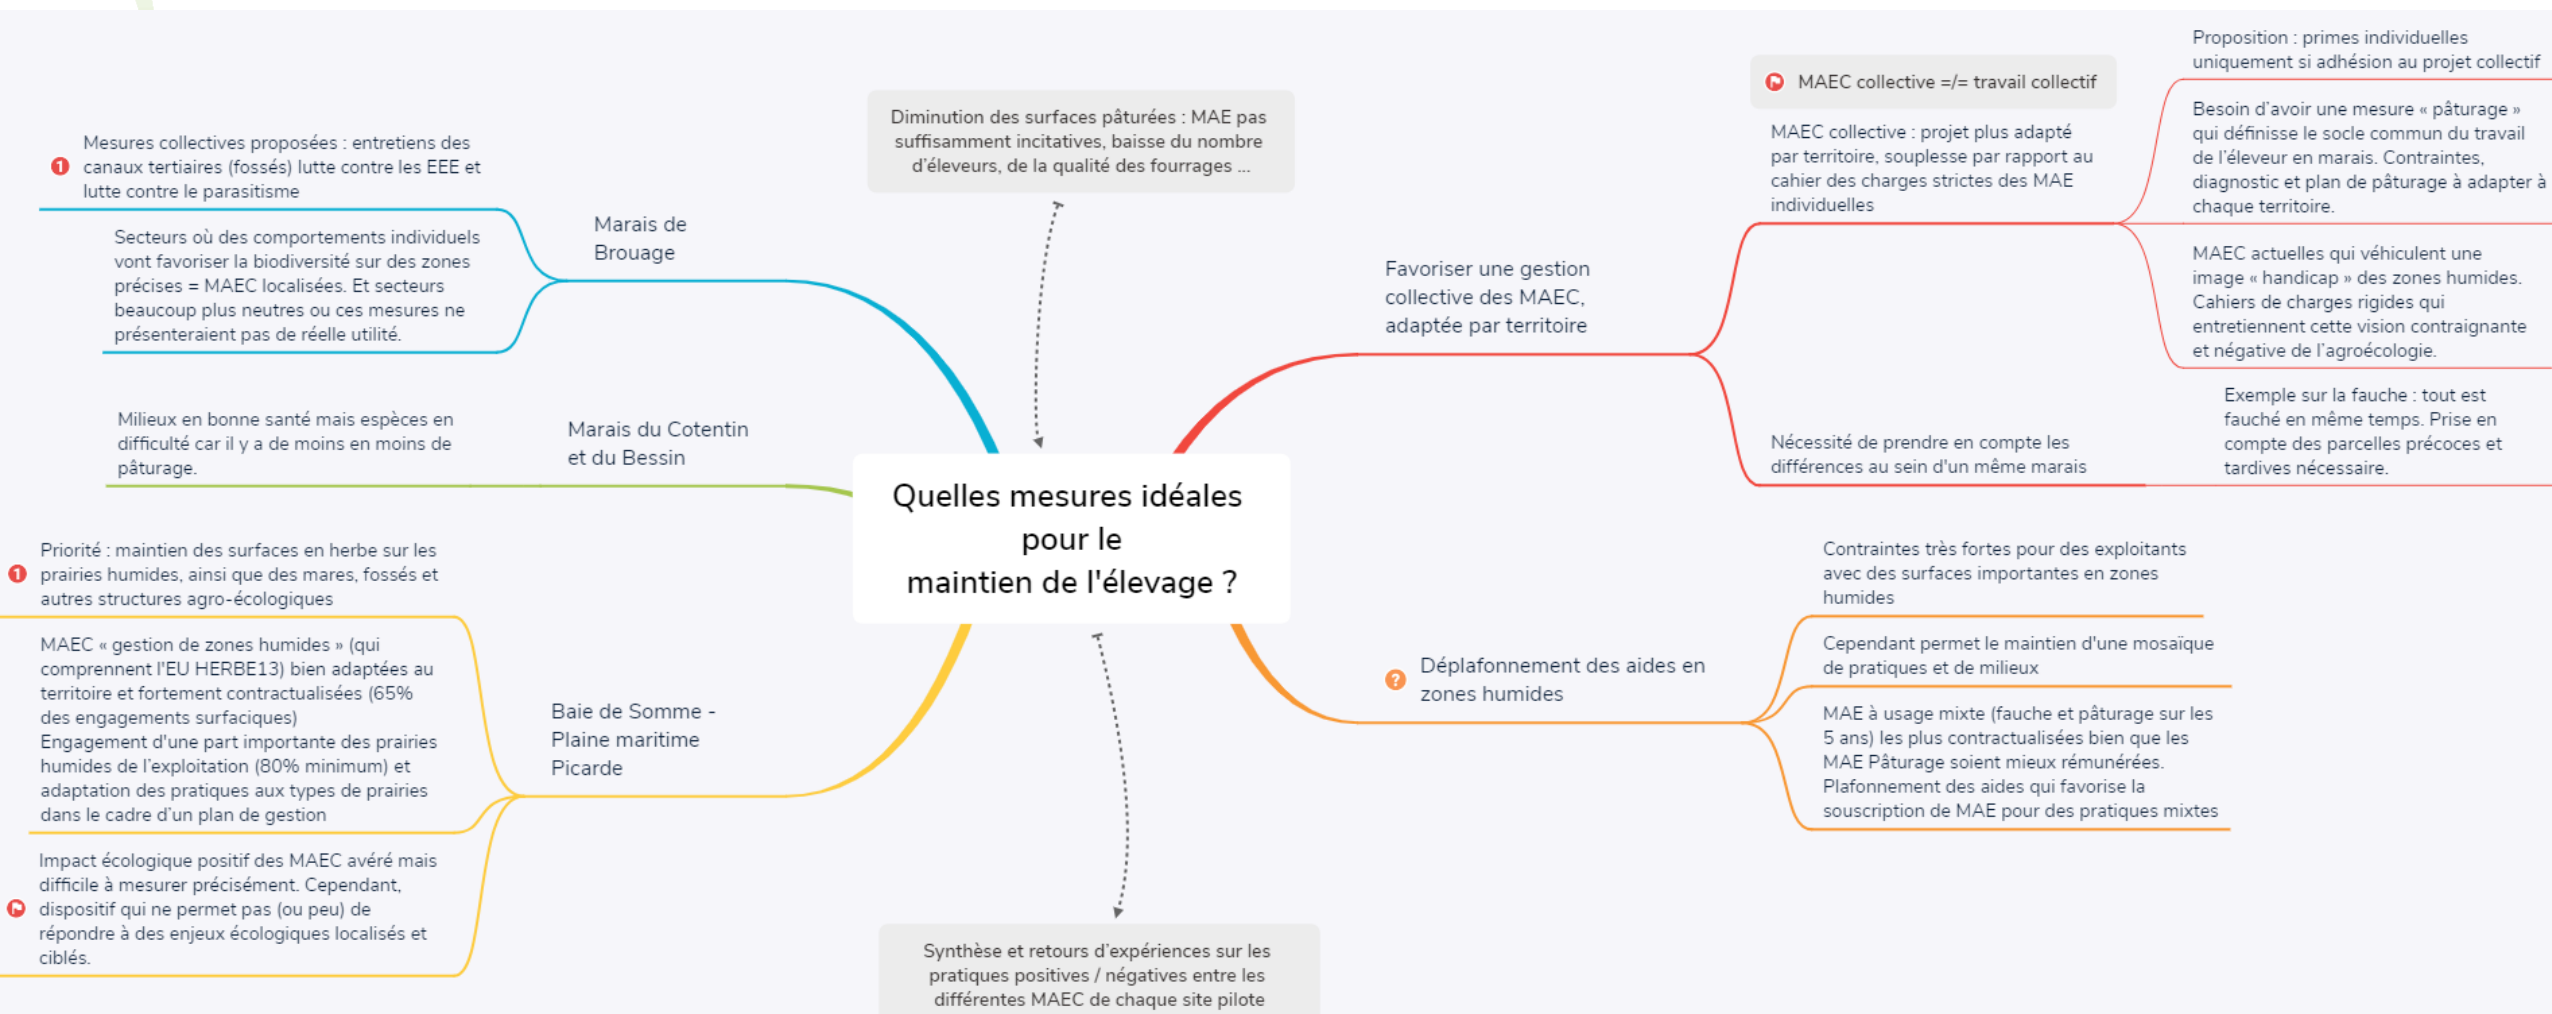 Diminution des surfaces pâturées : MAE pas
suffisamment incitatives, baisse du nombre
d'éleveurs, de la qualité des fourrages ...
Quelles mesures idéales
pour le
maintien de l'élevage ?
Synthèse et retours d'expériences sur les
pratiques positives / négatives entre les
différentes MAEC de chaque site pilote
Marais de
Brouage
1
Mesures collectives proposées : entretiens des
canaux tertiaires (fossés) lutte contre les EEE et
lutte contre le parasitisme
Secteurs où des comportements individuels
vont favoriser la biodiversité sur des zones
précises = MAEC localisées. Et secteurs
beaucoup plus neutres ou ces mesures ne
présenteraient pas de réelle utilité.
Marais du Cotentin
et du Bessin
Milieux en bonne santé mais espèces en
difficulté car il y a de moins en moins de
pâturage.
Baie de Somme -
Plaine maritime
Picarde
1
Priorité : maintien des surfaces en herbe sur les
prairies humides, ainsi que des mares, fossés et
autres structures agro-écologiques
MAEC « gestion de zones humides » (qui
comprennent l'EU HERBE13) bien adaptées au
territoire et fortement contractualisées (65%
des engagements surfaciques)
Engagement d'une part importante des prairies
humides de l'exploitation (80% minimum) et
adaptation des pratiques aux types de prairies
dans le cadre d'un plan de gestion
Impact écologique positif des MAEC avéré mais
difficile à mesurer précisément. Cependant,
dispositif qui ne permet pas (ou peu) de
répondre à des enjeux écologiques localisés et
ciblés.
Favoriser une gestion
collective des MAEC,
adaptée par territoire
MAEC collective =/= travail collectif
MAEC collective : projet plus adapté
par territoire, souplesse par rapport au
cahier des charges strictes des MAE
individuelles
Proposition : primes individuelles
uniquement si adhésion au projet collectif
Besoin d'avoir une mesure « pâturage »
qui définisse le socle commun du travail
de l'éleveur en marais. Contraintes,
diagnostic et plan de pâturage à adapter à
chaque territoire.
MAEC actuelles qui véhiculent une
image « handicap » des zones humides.
Cahiers de charges rigides qui
entretiennent cette vision contraignante
et négative de l'agroécologie.
Nécessité de prendre en compte les
différences au sein d'un même marais
Exemple sur la fauche : tout est
fauché en même temps. Prise en
compte des parcelles précoces et
tardives nécessaire.
?
Déplafonnement des aides en
zones humides
Contraintes très fortes pour des exploitants
avec des surfaces importantes en zones
humides
Cependant permet le maintien d'une mosaïque
de pratiques et de milieux
MAE à usage mixte (fauche et pâturage sur les
5 ans) les plus contractualisées bien que les
MAE Pâturage soient mieux rémunérées.
Plafonnement des aides qui favorise la
souscription de MAE pour des pratiques mixtes